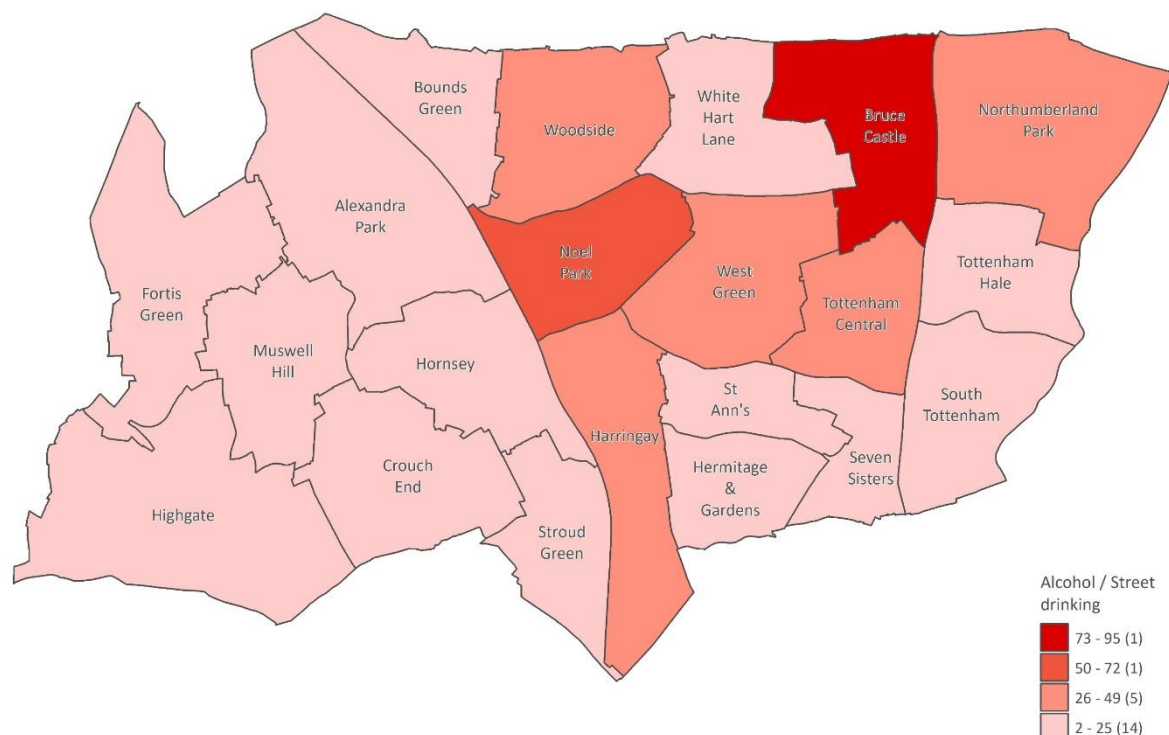 Bounds
Green
Woodside
White
Hart
Lane
Bruce
Castle
Northumberland
Park
Alexandra
Park
Noel
Park
West
Green
Tottenham
Hale
Fortis
Green
Tottenham
Central
Muswell
Hill
Hornsey
St
Ann's
South
Tottenham
Harringay
Crouch
End
Hermitage
&
Gardens
Seven
Sisters
Highgate
Stroud
Green
Alcohol / Street
drinking
73 - 95 (1)
50 - 72 (1)
26 - 49 (5)
2 - 25 (14)